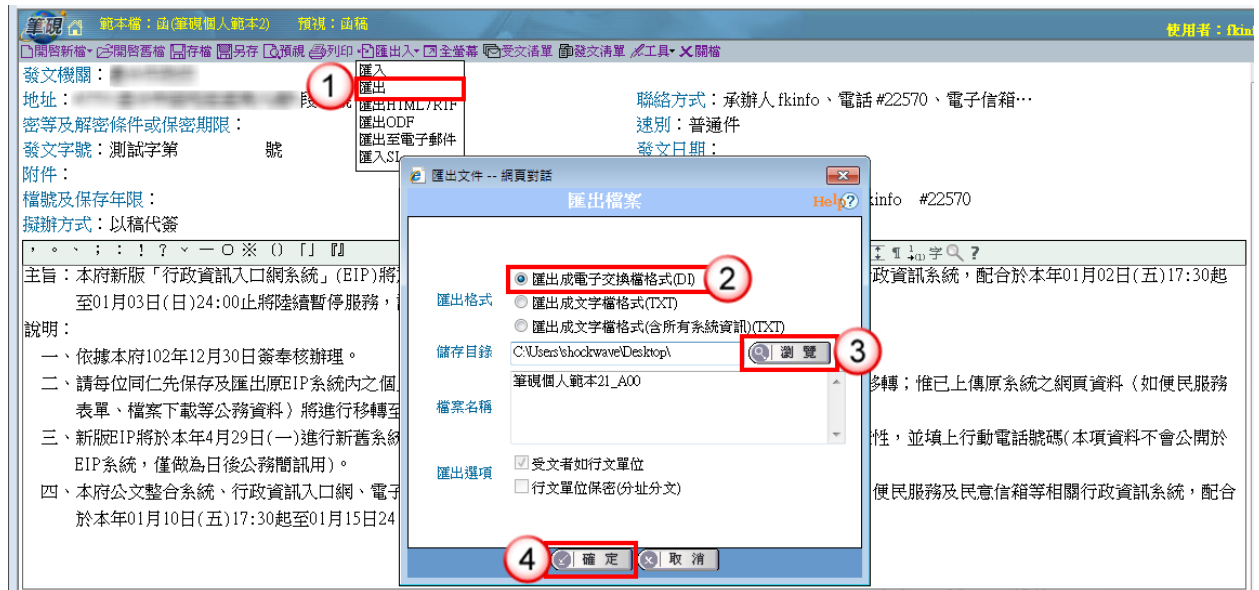 筆硯 範本檔：函(筆硯個人範本2) 預視：函稿 使用者：fkin
開啓新檔 開啓舊檔 存檔 另存 預視 列印 匯出入 全螢幕 受文清單 發文清單 工具 關檔
匯入
匯出
匯出HTML/RTF
匯出ODF
匯出至電子郵件
匯入SI
1
發文機關：
地址： 段 聯絡方式：承辦人fkinfo、電話#22570、電子信箱…
密等及解密條件或保密期限： 速別：普通件
發文字號：測試字第 號 發文日期：
附件：
檔號及保存年限： kinfo #22570
擬辦方式：以稿代簽
，。、；：！？ˇ—○※（）「」『』 字 ?
主旨：本府新版「行政資訊入口網系統」(EIP)將 政資訊系統，配合於本年01月02日(五)17:30起
至01月03日(日)24:00止將陸續暫停服務，
說明：
一、依據本府102年12月30日簽奉核辦理。
二、請每位同仁先保存及匯出原EIP系統內之個 移轉；惟已上傳原系統之網頁資料（如便民服務
表單、檔案下載等公務資料）將進行移轉至
三、新版EIP將於本年4月29日(一)進行新舊系統 性，並填上行動電話號碼(本項資料不會公開於
EIP系統，僅做為日後公務簡訊用)。
四、本府公文整合系統、行政資訊入口網、電子 便民服務及民意信箱等相關行政資訊系統，配合
於本年01月10日(五)17:30起至01月15日24
匯出文件 -- 網頁對話
匯出檔案 Help?
匯出格式
匯出成電子交換檔格式(DI) 2
匯出成文字檔格式(TXT)
匯出成文字檔格式(含所有系統資訊)(TXT)
儲存目錄 C:\Users\shockwave\Desktop\ 瀏覽 3
檔案名稱 筆硯個人範本21_A00
匯出選項
受文者如行文單位
行文單位保密(分址分文)
4 確定 取消